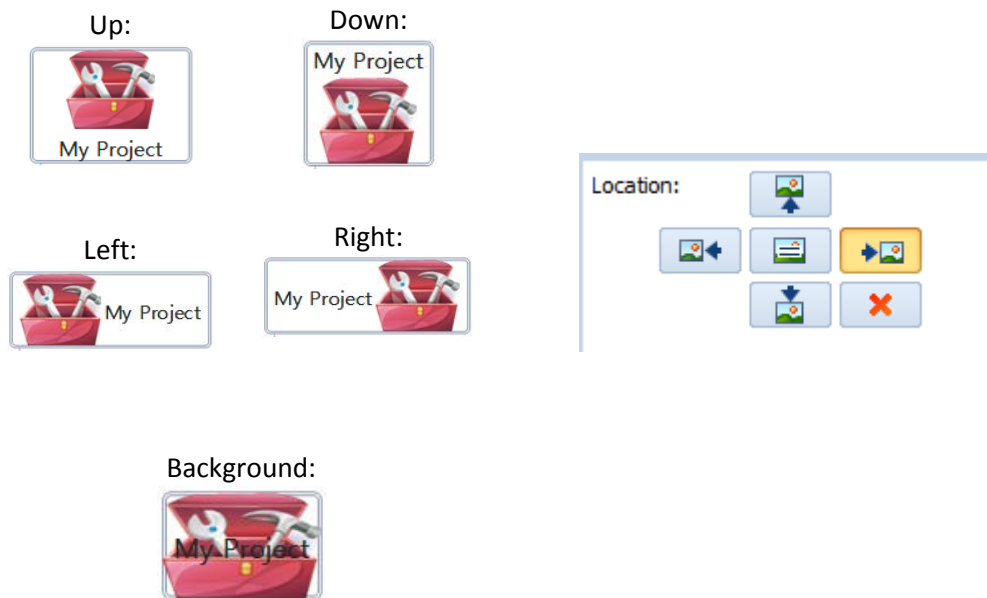 Up:
My Project
Down:
My Project
Location:
Left:
My Project
Right:
My Project
Background:
My Project